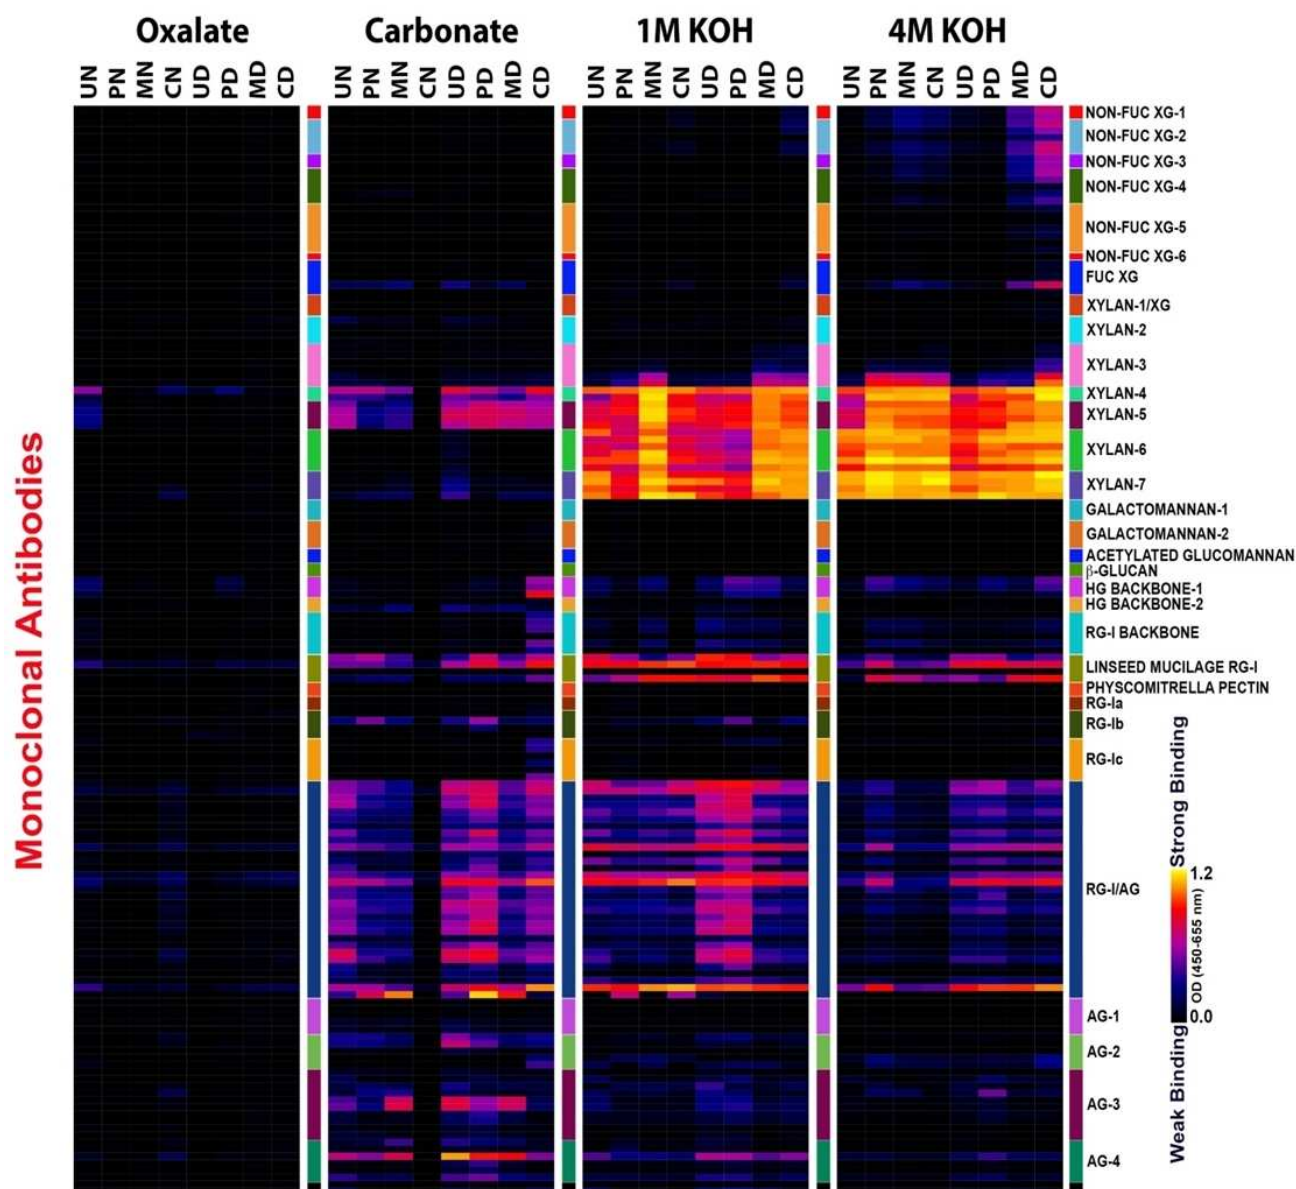 Oxalate Carbonate 1M KOH 4M KOH
UN PN MN CN UD PD MD CD UN PN MN CN UD PD MD CD UN PN MN CN UD PD MD CD UN PN MN CN UD PD MD CD
Monoclonal Antibodies
NON-FUC XG-1
NON-FUC XG-2
NON-FUC XG-3
NON-FUC XG-4
NON-FUC XG-5
NON-FUC XG-6
FUC XG
XYLAN-1/XG
XYLAN-2
XYLAN-3
XYLAN-4
XYLAN-5
XYLAN-6
XYLAN-7
GALACTOMANNAN-1
GALACTOMANNAN-2
ACETYLATED GLUCOMANNAN
β-GLUCAN
HG BACKBONE-1
HG BACKBONE-2
RG-I BACKBONE
LINSEED MUCILAGE RG-I
PHYSCOMITRELLA PECTIN
RG-Ia
RG-Ib
RG-Ic
RG-I/AG
AG-1
AG-2
AG-3
AG-4
Weak Binding Strong Binding
OD (450-655 nm)
1.2
0.0